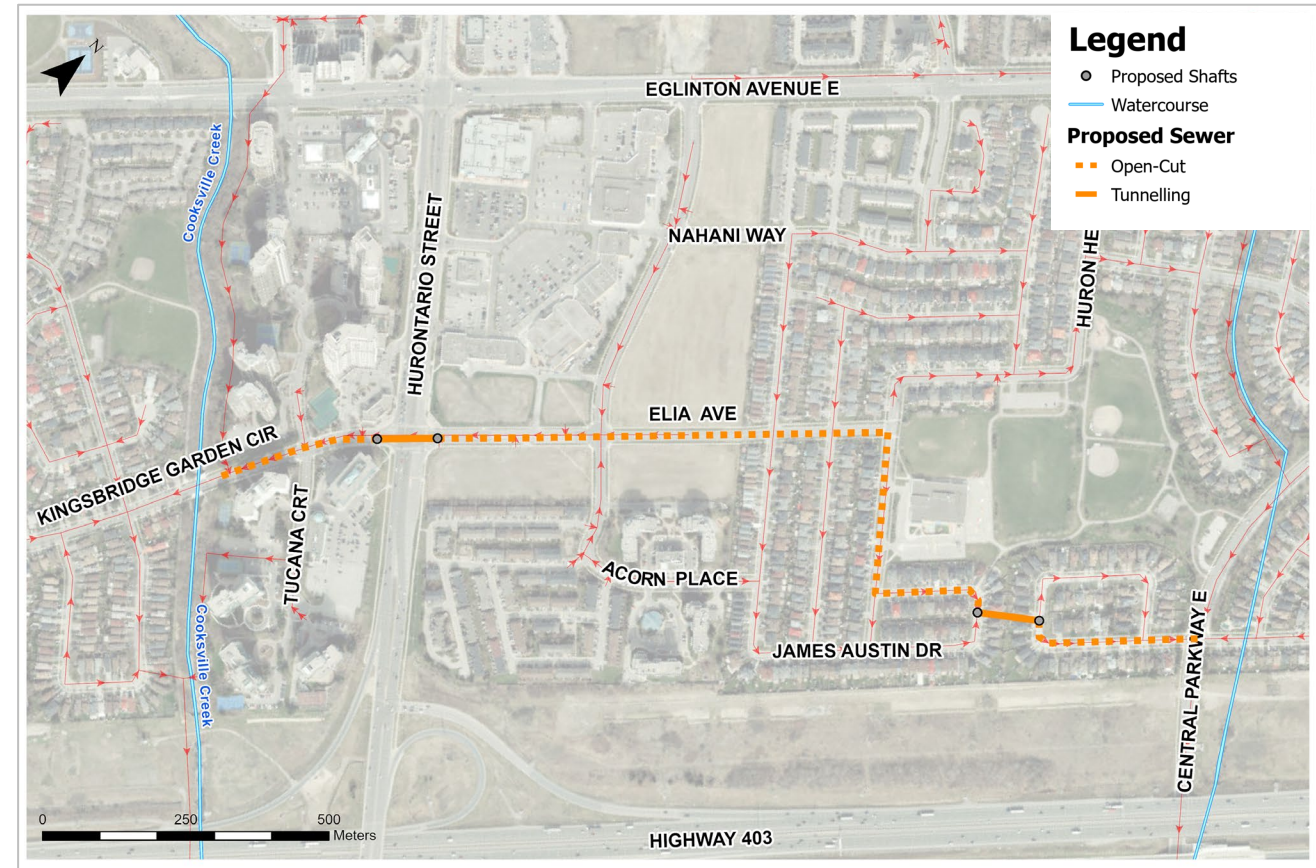 N
Legend
Proposed Shafts
Watercourse
Proposed Sewer
Open-Cut
Tunnelling
EGLINTON AVENUE E
Cooksville Creek
HURONTARIO STREET
NAHANI WAY
HURON HE
ELIA AVE
KINGSBRIDGE GARDEN CIR
TUCANA CRT
ACORN PLACE
JAMES AUSTIN DR
CENTRAL PARKWAY E
Cooksville Creek
0 250 500
Meters
HIGHWAY 403